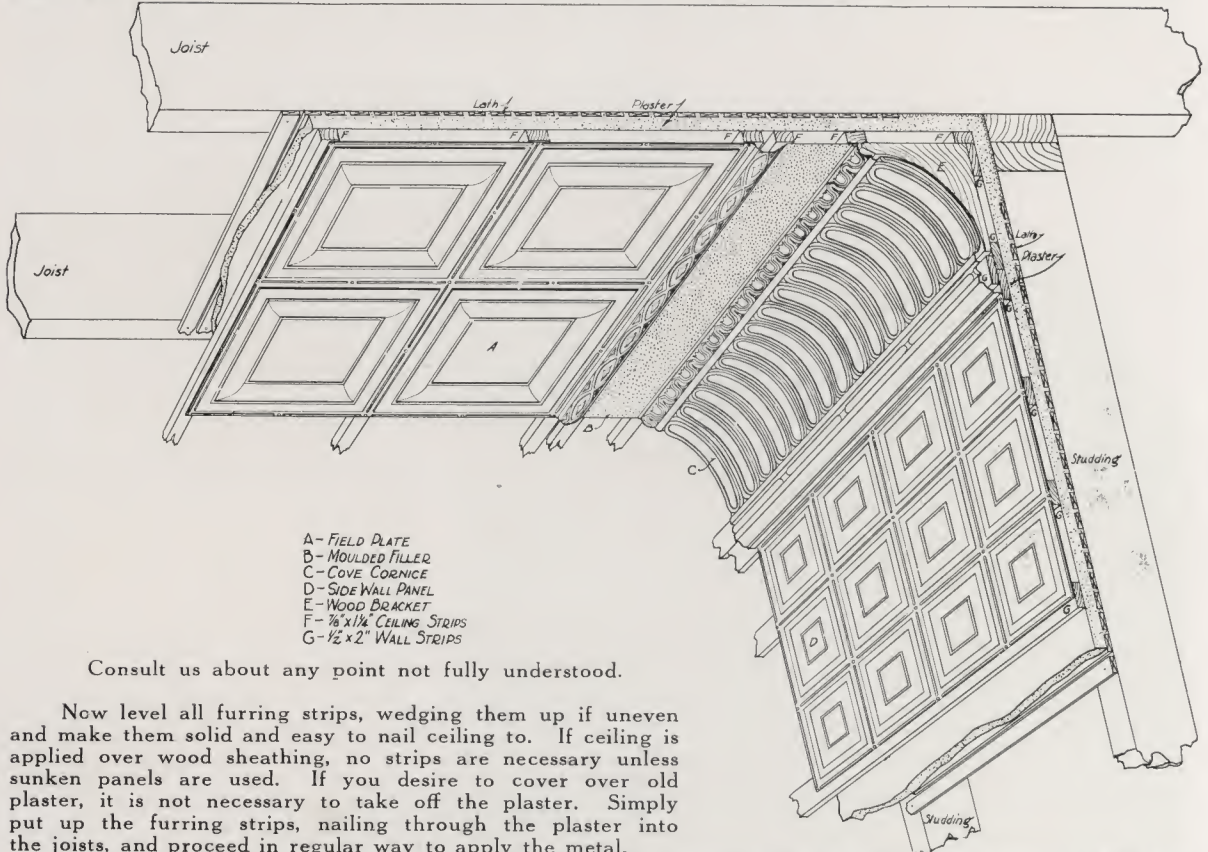 Joist
Lath
Plaster
F
F
F
F
F
F
E
G
Lath
Plaster
Joist
A
G
G
B
C
Studding
G
G
A - FIELD PLATE
B - MOULDED FILLER
C - COVE CORNICE
D - SIDE WALL PANEL
E - WOOD BRACKET
F - 7/8" x 1 1/4" CEILING STRIPS
G - 1/2" x 2" WALL STRIPS
D
Consult us about any point not fully understood.
Now level all furring strips, wedging them up if uneven
and make them solid and easy to nail ceiling to. If ceiling is
applied over wood sheathing, no strips are necessary unless
sunken panels are used. If you desire to cover over old
plaster, it is not necessary to take off the plaster. Simply
put up the furring strips, nailing through the plaster into
the joists, and proceed in regular way to apply the metal.
Studding